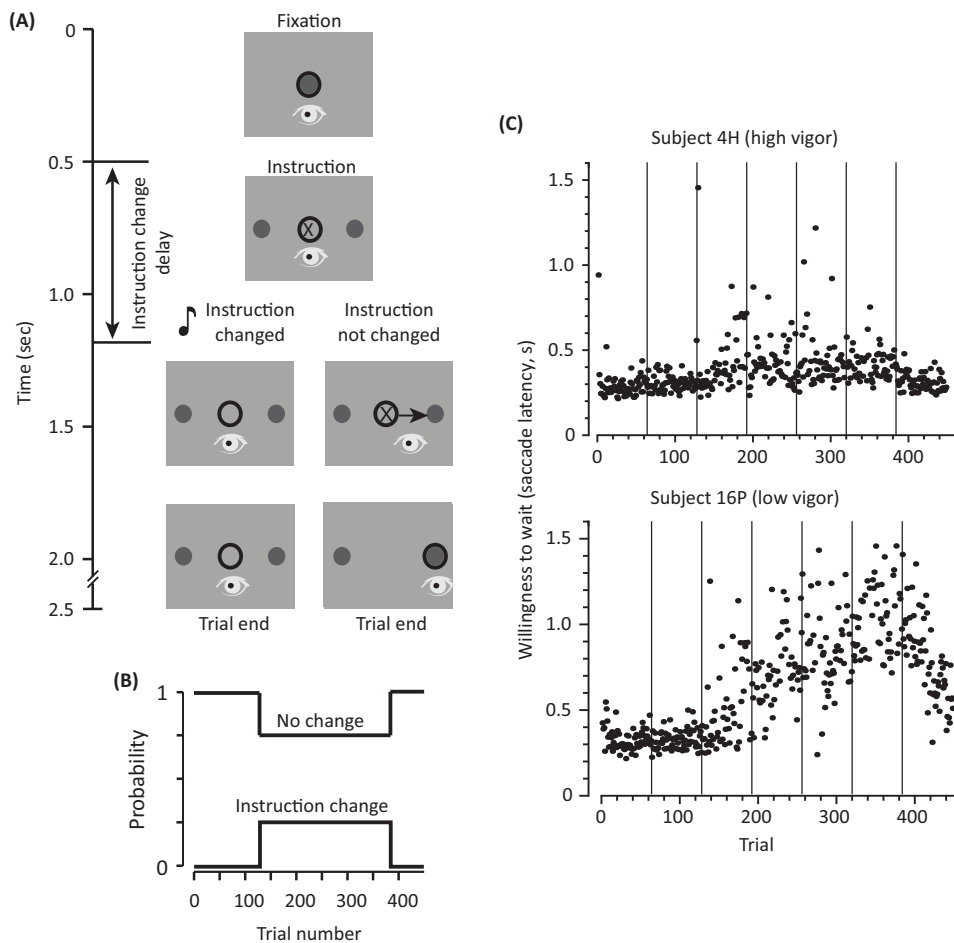 (A)
0
0.5
1.0
1.5
2.0
2.5
Time (sec)
Instruction change
delay
Fixation
Instruction
X
Instruction
changed
Instruction
not changed
X
Trial end
Trial end
(B)
1
0
Probability
No change
Instruction change
0
100
200
300
400
Trial number
(C)
Willingness to wait (saccade latency, s)
Subject 4H (high vigor)
1.5
1.0
0.5
0
0
100
200
300
400
Subject 16P (low vigor)
1.5
1.0
0.5
0
0
100
200
300
400
Trial